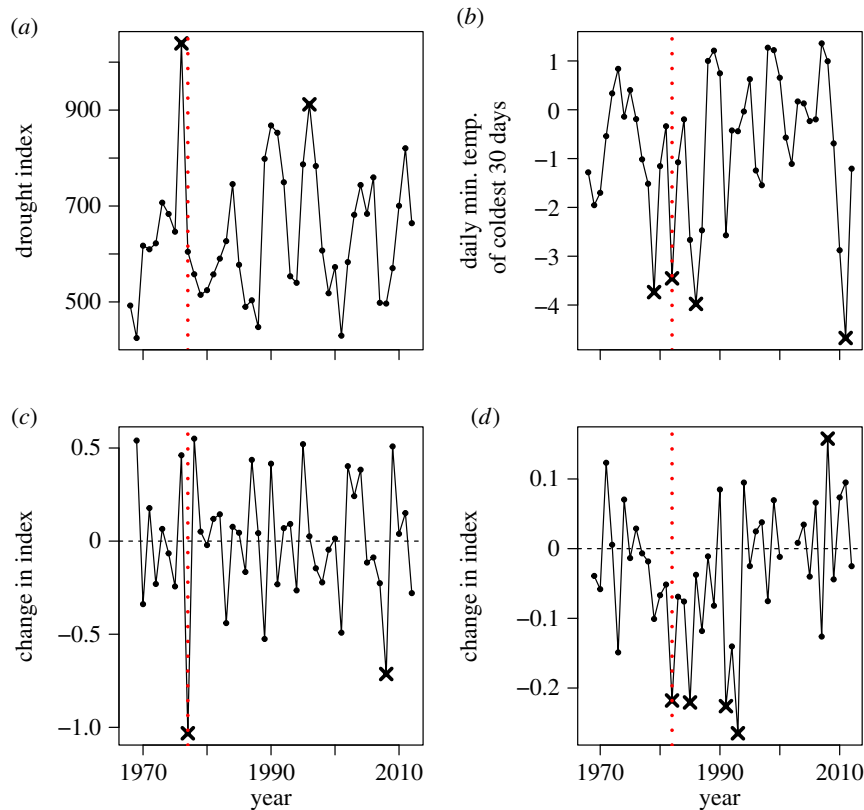 (a)
drought index
900
700
500
(b)
daily min. temp.
of coldest 30 days
1
0
−1
−2
−3
−4
(c)
change in index
0.5
0
−0.5
−1.0
1970
1990
2010
year
(d)
change in index
0.1
0
−0.1
−0.2
1970
1990
2010
year